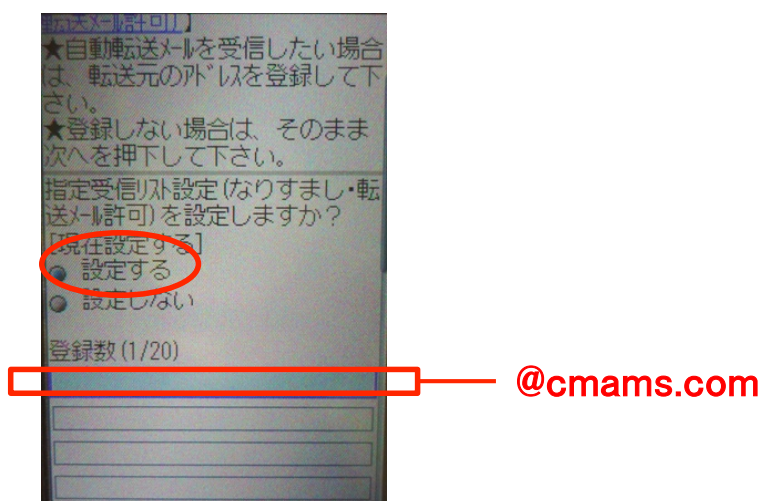 転送ﾒｰﾙ許可)】
★自動転送ﾒｰﾙを受信したい場合
は、転送元のｱﾄﾞﾚｽを登録して下
さい。
★登録しない場合は、そのまま
次へを押下して下さい。
指定受信ﾘｽﾄ設定(なりすまし･転
送ﾒｰﾙ許可)を設定しますか？
[現在設定する]
設定する
設定しない
登録数(1/20)
@cmams.com